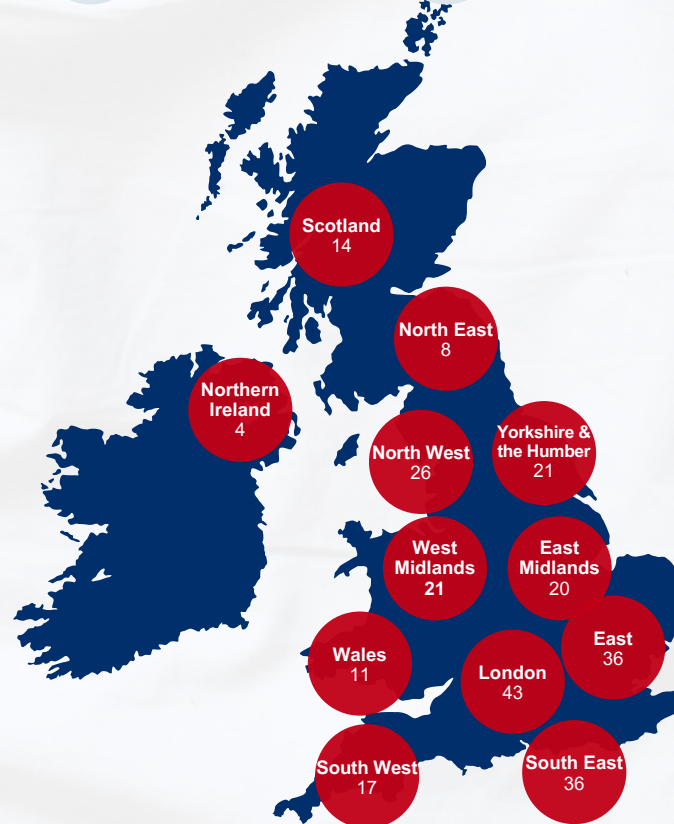 Scotland
14
North East
8
Northern
Ireland
4
North West
26
Yorkshire &
the Humber
21
West
Midlands
21
East
Midlands
20
East
36
Wales
11
London
43
South West
17
South East
36